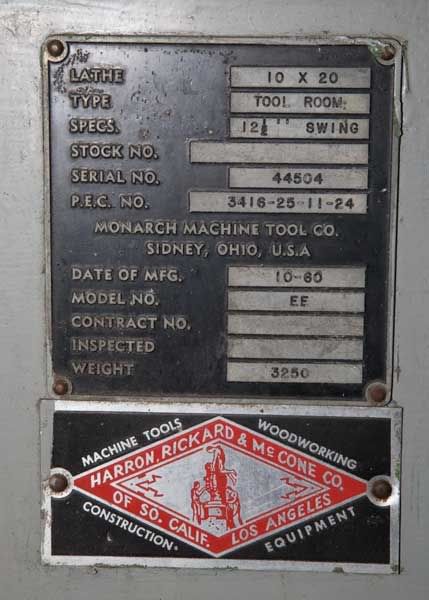 LATHE 10 X 20
TYPE TOOL ROOM
SPECS. 12½" SWING
STOCK NO.
SERIAL NO. 44504
P.E.C. NO. 3416-25-11-24
MONARCH MACHINE TOOL CO.
SIDNEY, OHIO, U.S.A
DATE OF MFG. 10-60
MODEL NO. EE
CONTRACT NO.
INSPECTED
WEIGHT 3250
MACHINE TOOLS WOODWORKING
HARRON, RICKARD & Mc CONE CO.
OF SO. CALIF. LOS ANGELES
CONSTRUCTION EQUIPMENT